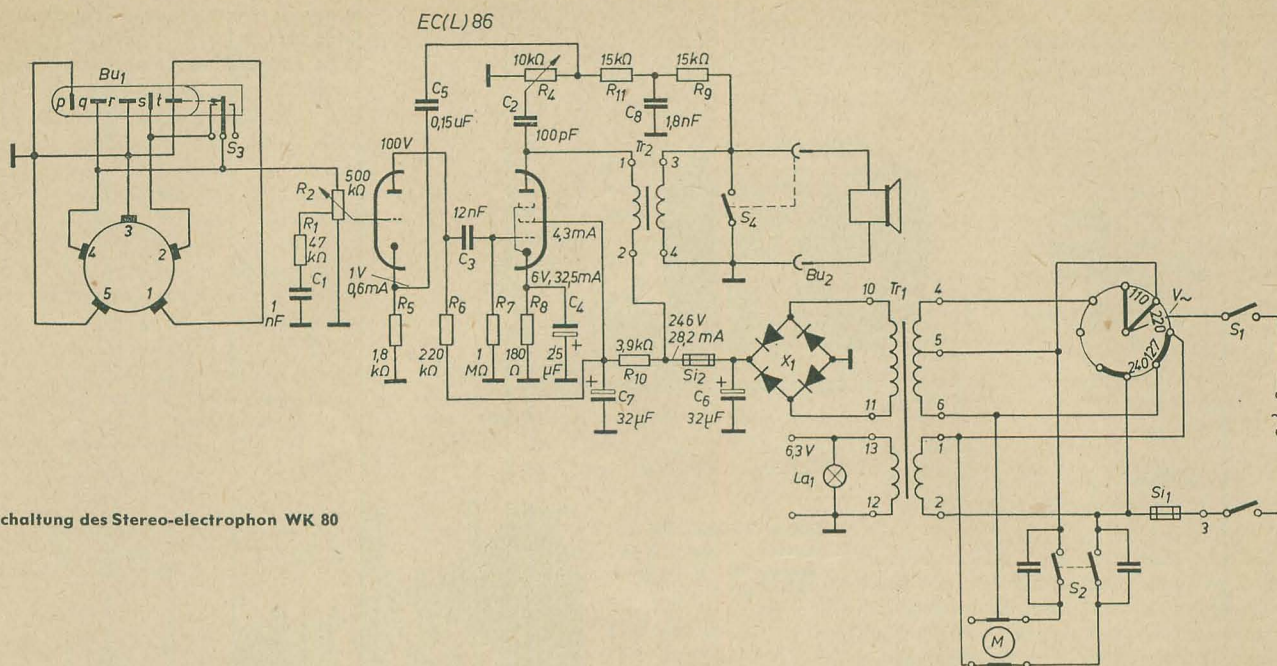 EC(L)86
Bu1
p q r s t
S3
4 3 2
5 1
R2 500 kΩ
R1 47 kΩ
C1
1 nF
100V
C5
0,15uF
1V
0,6mA
R5
1,8 kΩ
R6
220 kΩ
12nF
C3
R7
1 MΩ
R8
180 Ω
C4
25 µF
+
6V, 32,5mA
4,3mA
10kΩ
R4
C2
100pF
15kΩ
R11
15kΩ
R9
C8
1,8nF
Tr2
1 3
2 4
S4
Bu2
3,9kΩ
R10
+
C7
32µF
246V
28,2 mA
Si2
+
C6
32µF
X1
10 Tr1 4
5
11 6
6,3V 13 1
La1
12 2
110
220
127
240
V~
S1
Si1
3
S2
M
~
chaltung des Stereo-electrophon WK 80